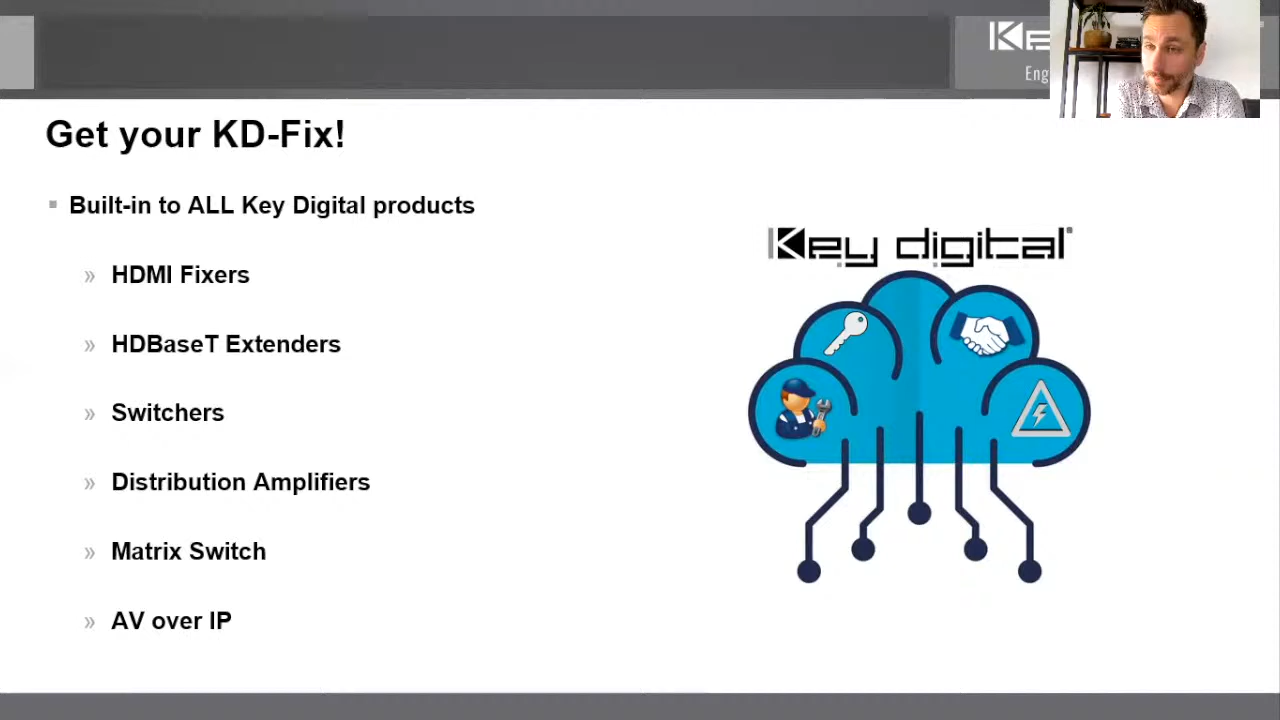 Get your KD-Fix!
Built-in to ALL Key Digital products
» HDMI Fixers
» HDBaseT Extenders
» Switchers
» Distribution Amplifiers
» Matrix Switch
» AV over IP
Key digital